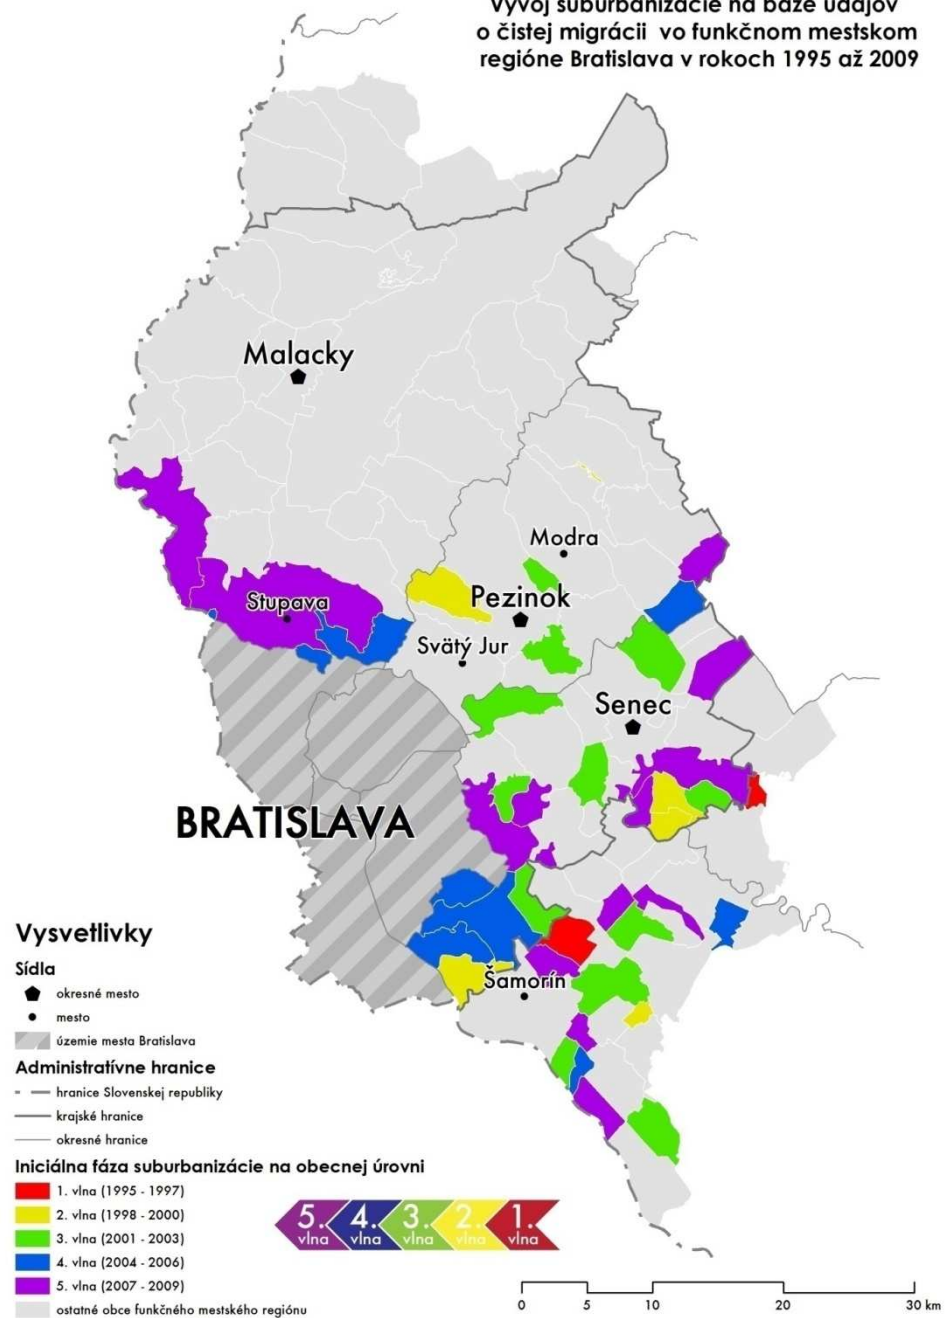 Vývoj suburbanizácie na báze údajov
o čistej migrácii vo funkčnom mestskom
regióne Bratislava v rokoch 1995 až 2009
Malacky
Modra
Stupava
Pezinok
Svätý Jur
Senec
BRATISLAVA
Šamorín
Vysvetlivky
Sídla
okresné mesto
mesto
územie mesta Bratislava
Administratívne hranice
hranice Slovenskej republiky
krajské hranice
okresné hranice
Iniciálna fáza suburbanizácie na obecnej úrovni
1. vlna (1995 - 1997)
2. vlna (1998 - 2000)
3. vlna (2001 - 2003)
4. vlna (2004 - 2006)
5. vlna (2007 - 2009)
ostatné obce funkčného mestského regiónu
5. vlna
4. vlna
3. vlna
2. vlna
1. vlna
0 5 10 20 30 km